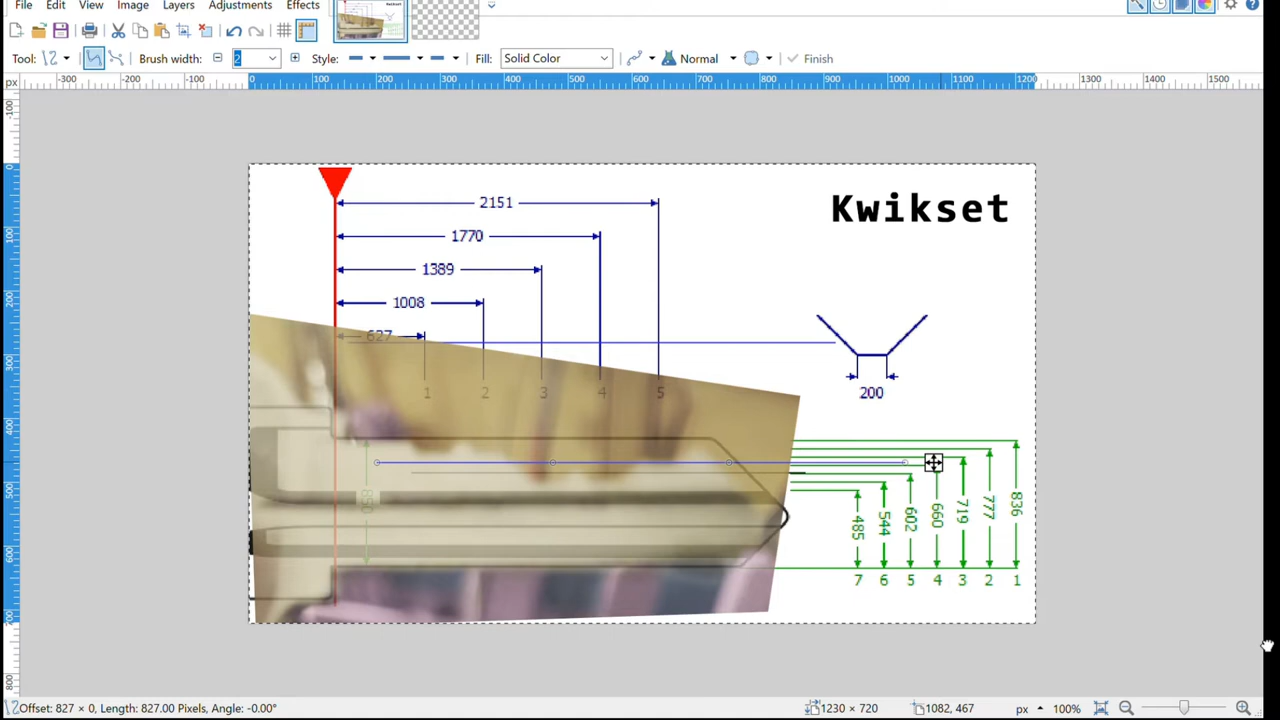 File Edit View Image Layers Adjustments Effects
Tool: Brush width: 2 Style: Fill: Solid Color Normal Finish
px -300 -200 -100 0 100 200 300 400 500 600 700 800 900 1000 1100 1200 1300 1400 1500
Kwikset
2151
1770
1389
1008
627
1 2 3 4 5
200
850
485 544 602 660 719 777 836
7 6 5 4 3 2 1
Offset: 827 × 0, Length: 827.00 Pixels, Angle: -0.00° 1230 × 720 1082, 467 px 100%